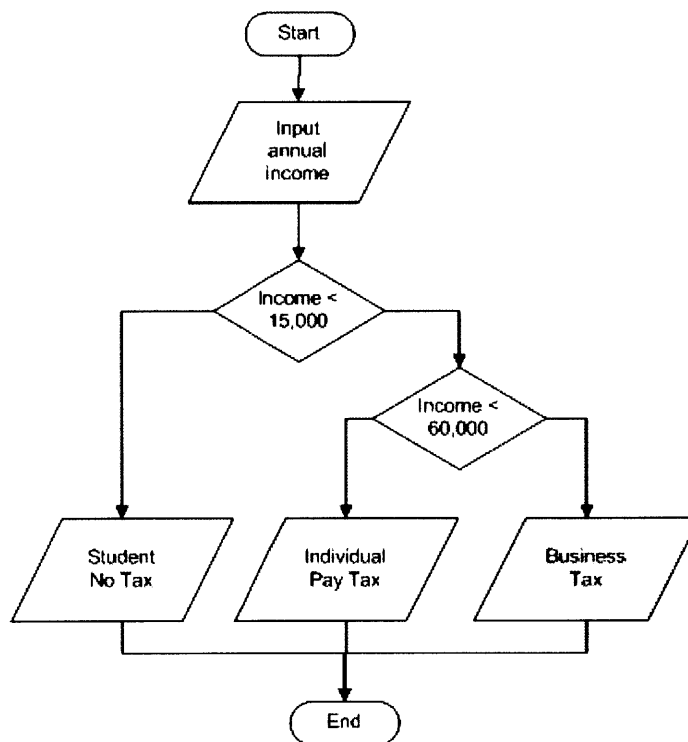 Start
Input
annual
income
Income <
15,000
Income <
60,000
Student
No Tax
Individual
Pay Tax
Business
Tax
End